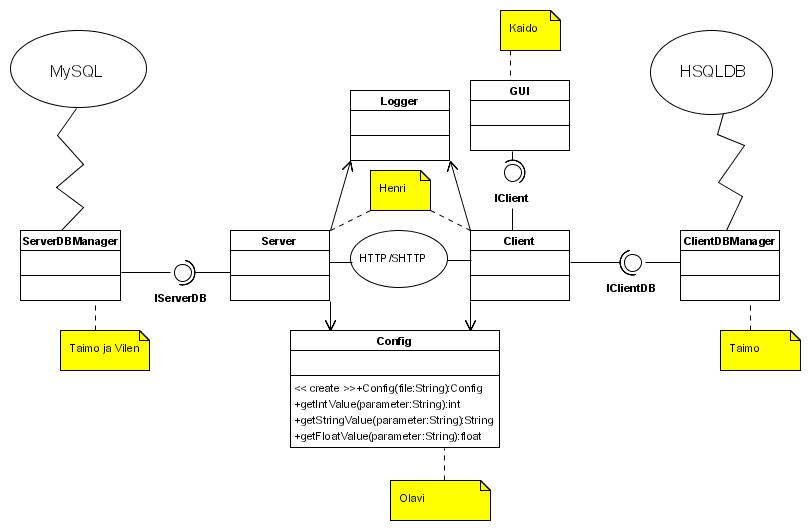 Kaido
MySQL
HSQLDB
GUI
Logger
Henri
IClient
ServerDBManager
Server
Client
ClientDBManager
HTTP/SHTTP
IServerDB
IClientDB
Taimo ja Vilen
Config
Taimo
<< create >>+Config(file:String):Config
+getIntValue(parameter:String):int
+getStringValue(parameter:String):String
+getFloatValue(parameter:String):float
Olavi